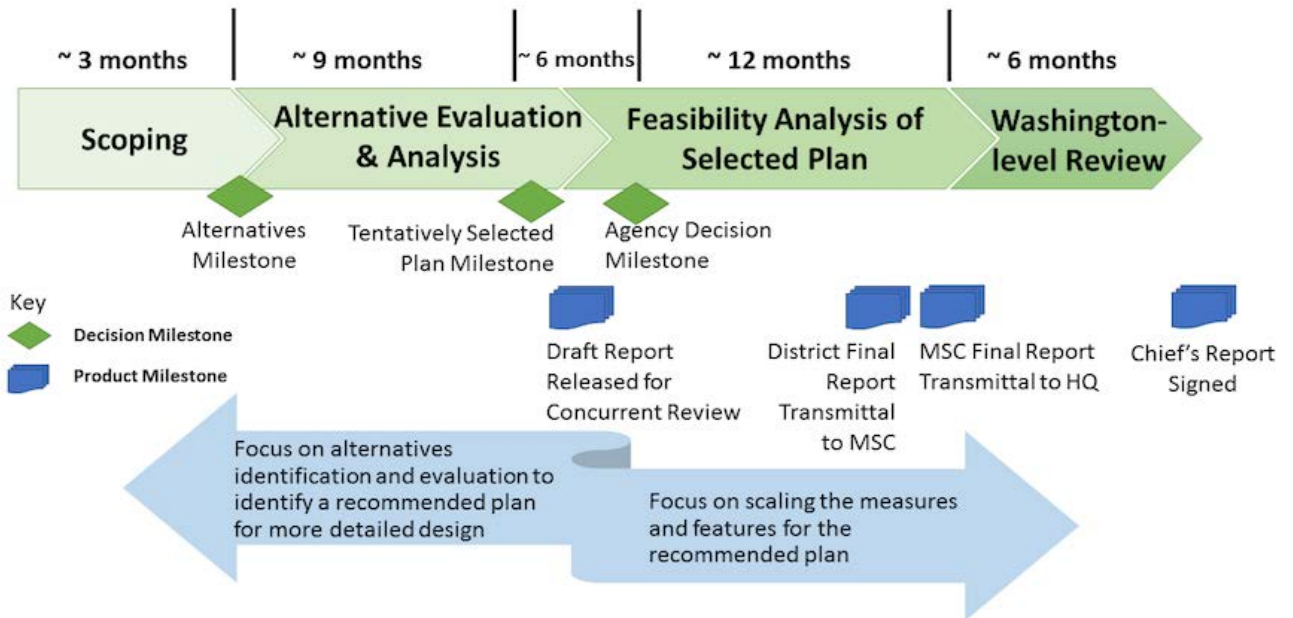 ~ 3 months
~ 9 months
~ 6 months
~ 12 months
~ 6 months
Scoping
Alternative Evaluation
& Analysis
Feasibility Analysis of
Selected Plan
Washington-
level Review
Alternatives
Milestone
Tentatively Selected
Plan Milestone
Agency Decision
Milestone
Key
Decision Milestone
Product Milestone
Draft Report
Released for
Concurrent Review
District Final
Report
Transmittal
to MSC
MSC Final Report
Transmittal to HQ
Chief's Report
Signed
Focus on alternatives
identification and evaluation to
identify a recommended plan
for more detailed design
Focus on scaling the measures
and features for the
recommended plan